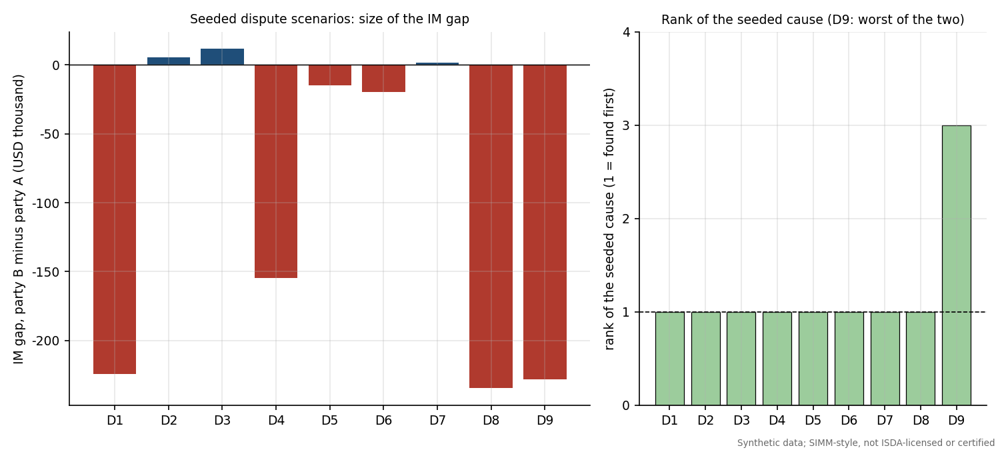 Seeded dispute scenarios: size of the IM gap
IM gap, party B minus party A (USD thousand)
0
-50
-100
-150
-200
D1 D2 D3 D4 D5 D6 D7 D8 D9
Rank of the seeded cause (D9: worst of the two)
rank of the seeded cause (1 = found first)
4
3
2
1
0
D1 D2 D3 D4 D5 D6 D7 D8 D9
Synthetic data; SIMM-style, not ISDA-licensed or certified